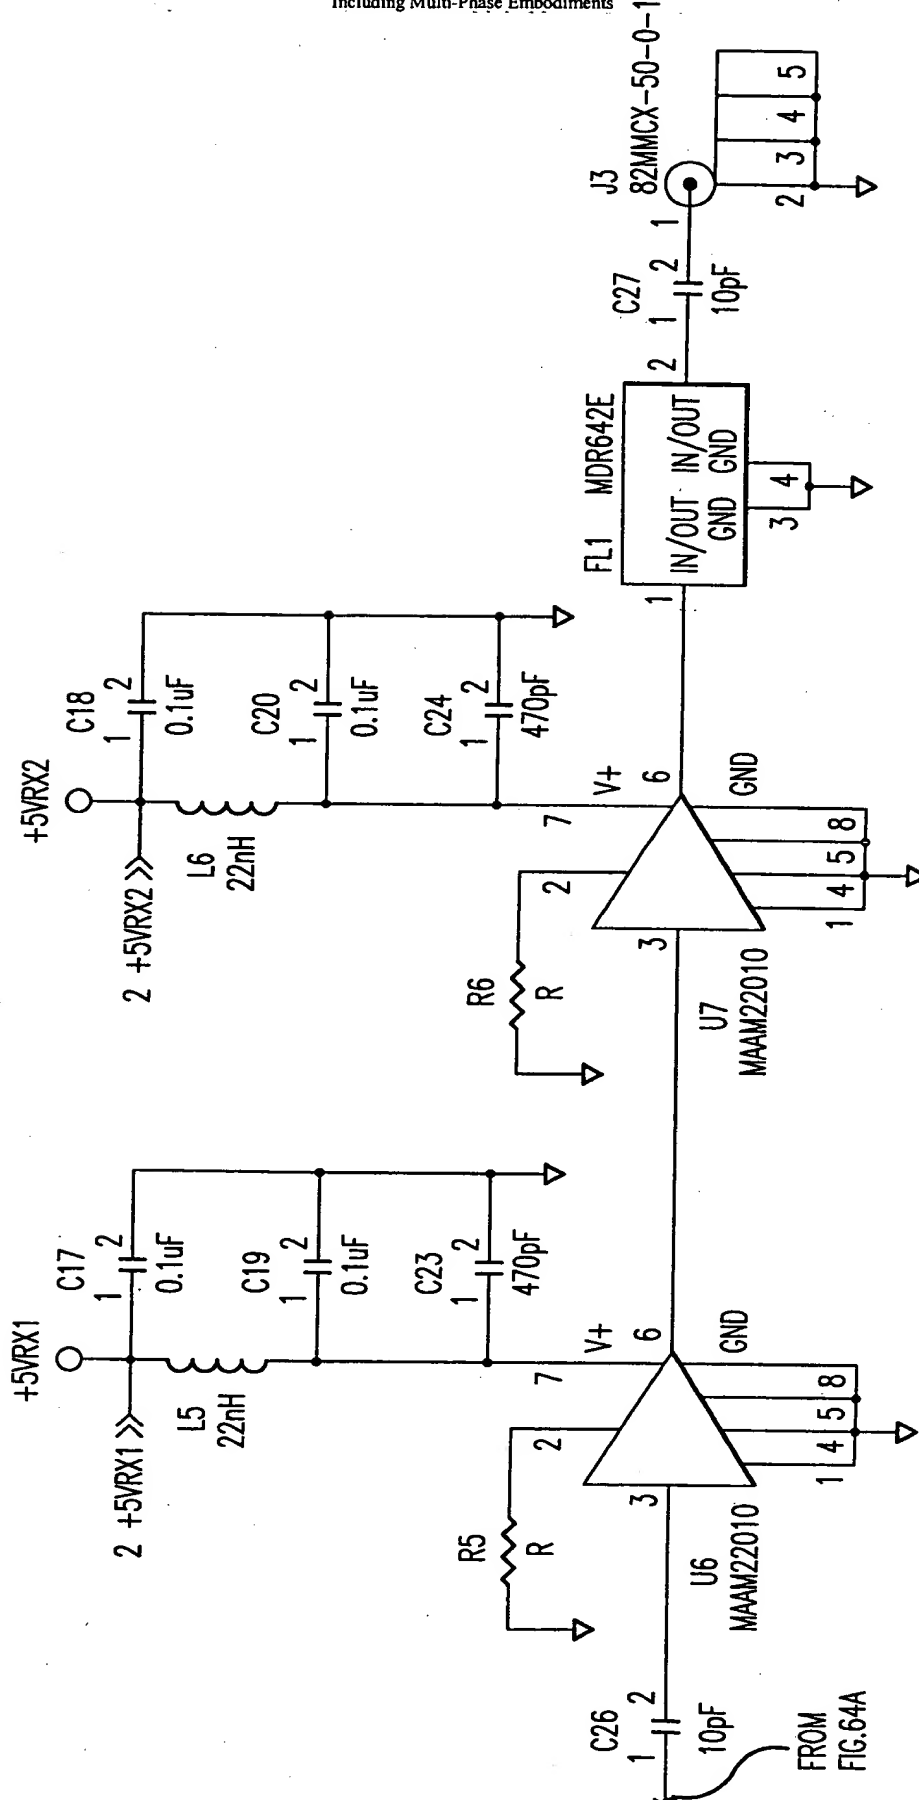 Including Multi-Phase Embodiments
+5VRX1
2 +5VRX1
C17
1 2
0.1uF
L5
22nH
C19
1 2
0.1uF
C23
1 2
470pF
R5
R
2
7
V+
3
6
GND
1 4 5 8
U6
MAAM22010
C26
1 2
10pF
FROM
FIG.64A
+5VRX2
2 +5VRX2
C18
1 2
0.1uF
L6
22nH
C20
1 2
0.1uF
C24
1 2
470pF
R6
R
2
7
V+
3
6
GND
1 4 5 8
U7
MAAM22010
FL1 MDR642E
1
IN/OUT IN/OUT
GND GND
2
3 4
C27
1 2
10pF
J3
82MMCX-50-0-1
1
2 3 4 5